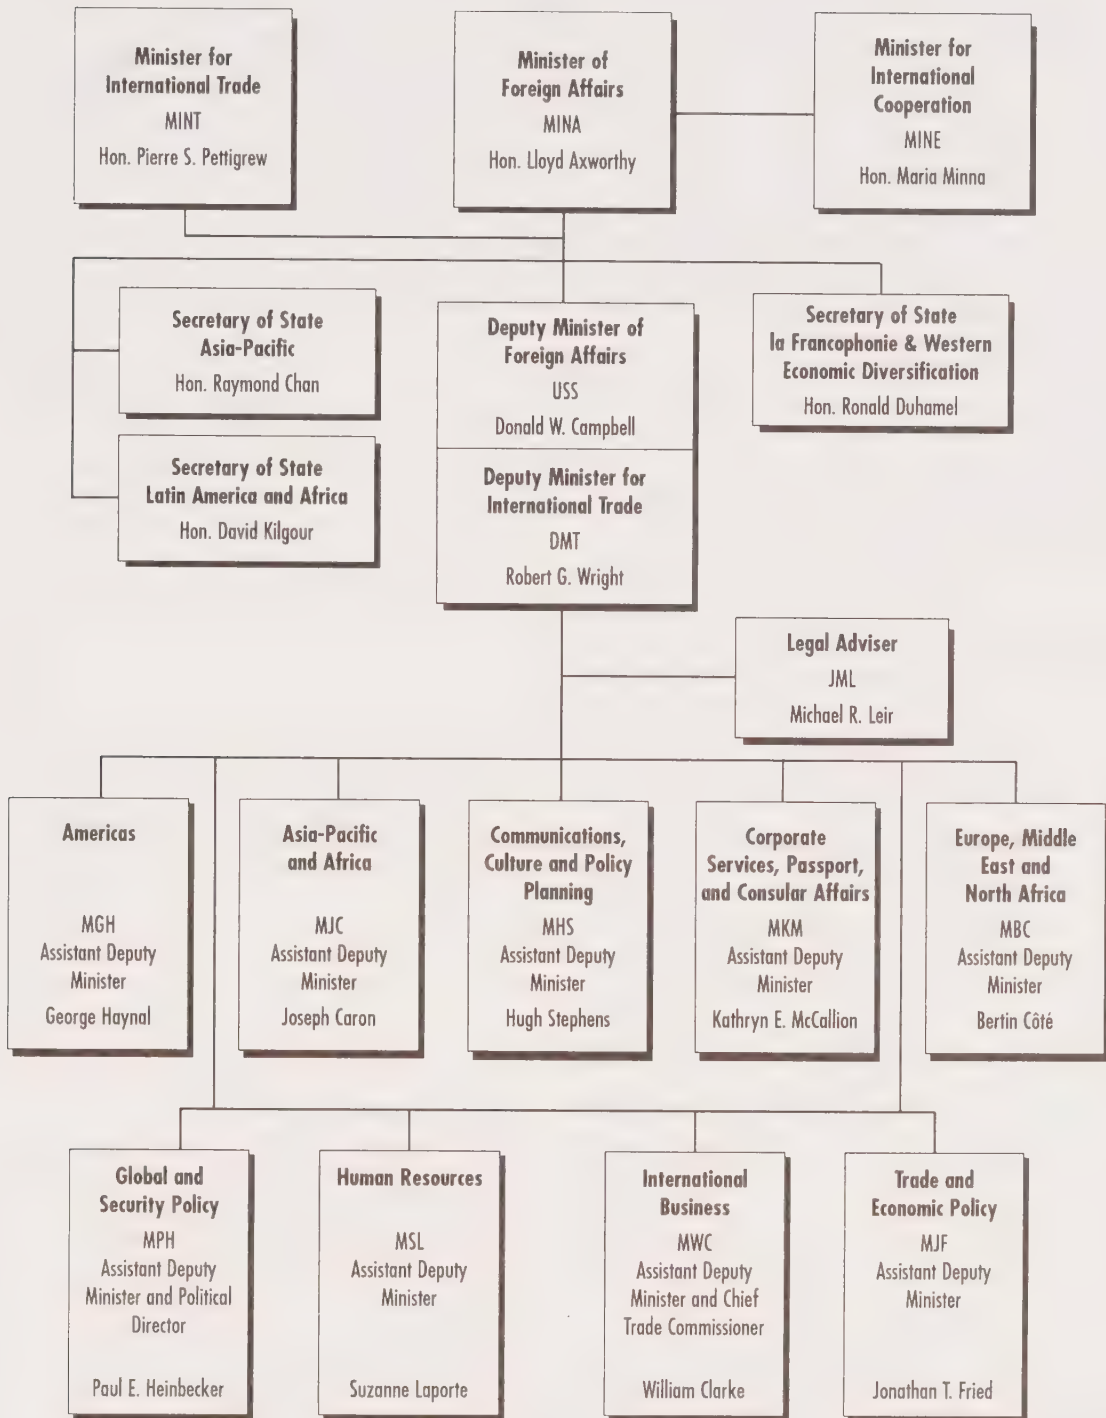 Minister for
International Trade
MINT
Hon. Pierre S. Pettigrew
Minister of
Foreign Affairs
MINA
Hon. Lloyd Axworthy
Minister for
International
Cooperation
MINE
Hon. Maria Minna
Secretary of State
Asia-Pacific
Hon. Raymond Chan
Deputy Minister of
Foreign Affairs
USS
Donald W. Campbell
Secretary of State
la Francophonie & Western
Economic Diversification
Hon. Ronald Duhamel
Secretary of State
Latin America and Africa
Hon. David Kilgour
Deputy Minister for
International Trade
DMT
Robert G. Wright
Legal Adviser
JML
Michael R. Leir
Americas
MGH
Assistant Deputy
Minister
George Haynal
Asia-Pacific
and Africa
MJC
Assistant Deputy
Minister
Joseph Caron
Communications,
Culture and Policy
Planning
MHS
Assistant Deputy
Minister
Hugh Stephens
Corporate
Services, Passport,
and Consular Affairs
MKM
Assistant Deputy
Minister
Kathryn E. McCallion
Europe, Middle
East and
North Africa
MBC
Assistant Deputy
Minister
Bertin Côté
Global and
Security Policy
MPH
Assistant Deputy
Minister and Political
Director
Paul E. Heinbecker
Human Resources
MSL
Assistant Deputy
Minister
Suzanne Laporte
International
Business
MWC
Assistant Deputy
Minister and Chief
Trade Commissioner
William Clarke
Trade and
Economic Policy
MJF
Assistant Deputy
Minister
Jonathan T. Fried